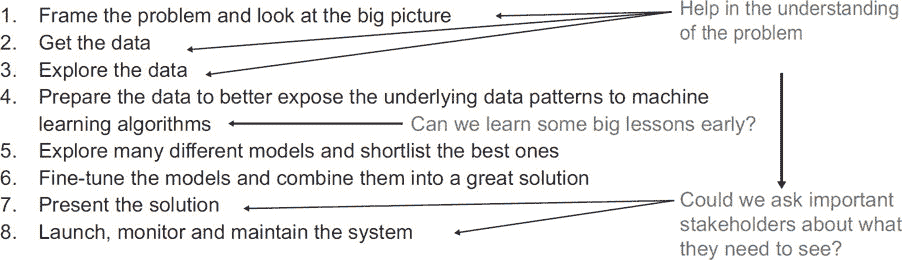 1. Frame the problem and look at the big picture
2. Get the data
3. Explore the data
4. Prepare the data to better expose the underlying data patterns to machine
learning algorithms
5. Explore many different models and shortlist the best ones
6. Fine-tune the models and combine them into a great solution
7. Present the solution
8. Launch, monitor and maintain the system
Help in the understanding
of the problem
Can we learn some big lessons early?
Could we ask important
stakeholders about what
they need to see?